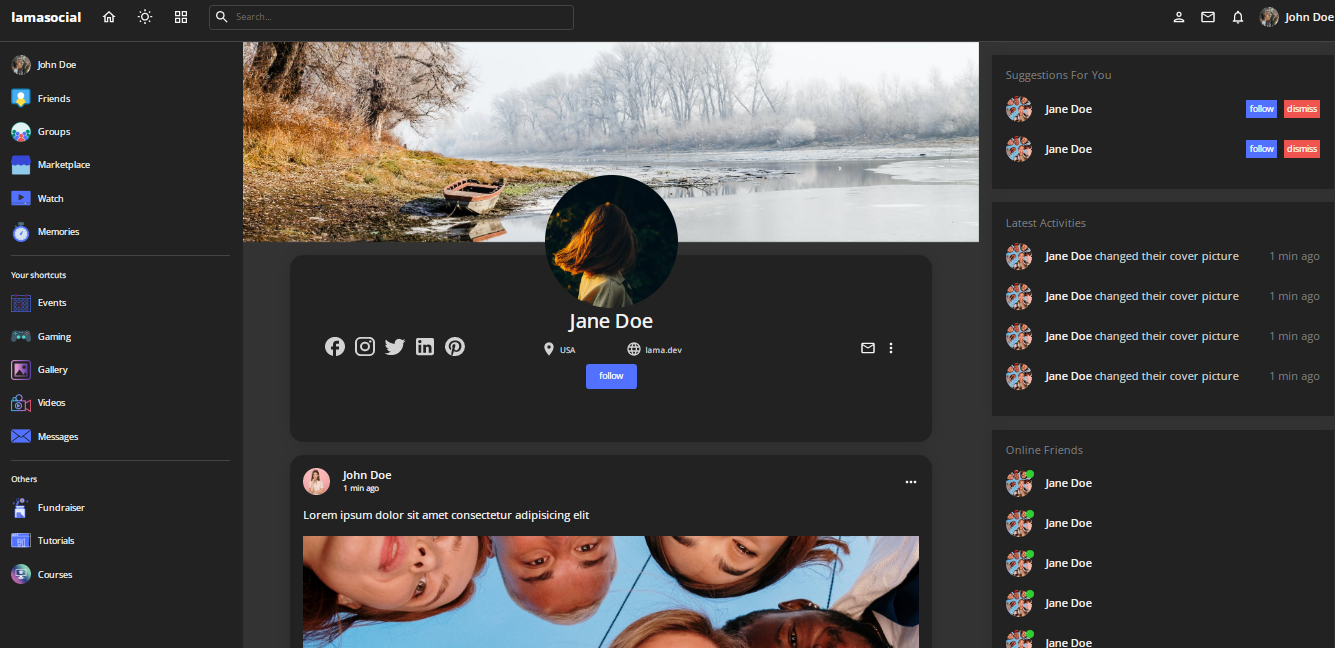 lamasocial
Search...
John Doe
John Doe
Friends
Groups
Marketplace
Watch
Memories
Your shortcuts
Events
Gaming
Gallery
Videos
Messages
Others
Fundraiser
Tutorials
Courses
Jane Doe
USA
lama.dev
follow
John Doe
1 min ago
Lorem ipsum dolor sit amet consectetur adipisicing elit
Suggestions For You
Jane Doe follow dismiss
Jane Doe follow dismiss
Latest Activities
Jane Doe changed their cover picture 1 min ago
Jane Doe changed their cover picture 1 min ago
Jane Doe changed their cover picture 1 min ago
Jane Doe changed their cover picture 1 min ago
Online Friends
Jane Doe
Jane Doe
Jane Doe
Jane Doe
Jane Doe